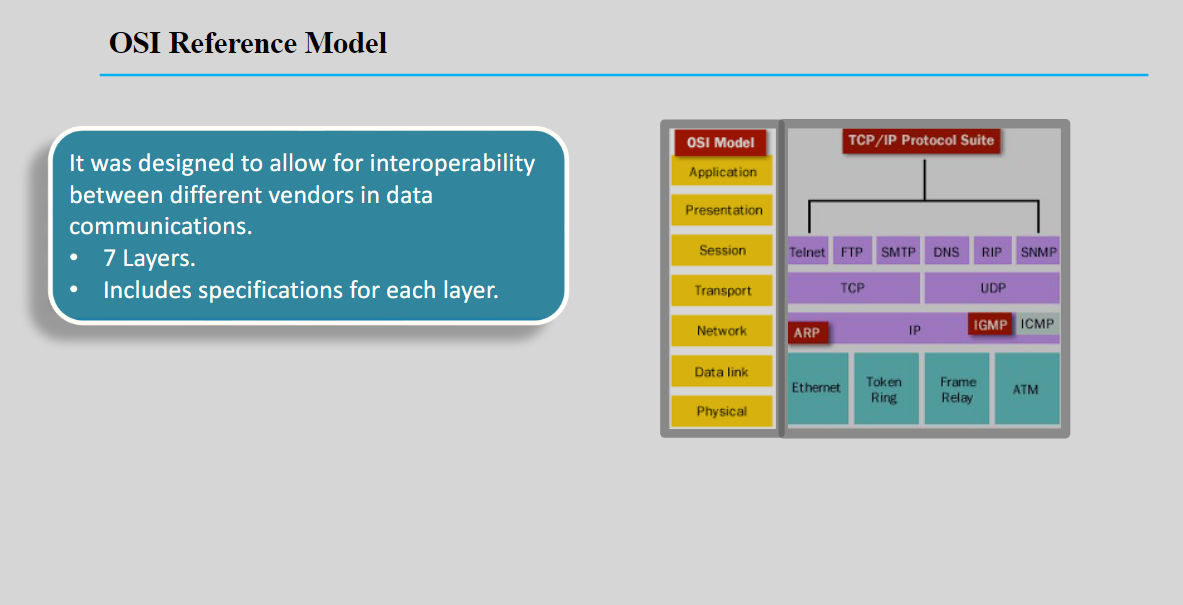 OSI Reference Model
It was designed to allow for interoperability
between different vendors in data
communications.
• 7 Layers.
• Includes specifications for each layer.
OSI Model
Application
Presentation
Session
Transport
Network
Data link
Physical
TCP/IP Protocol Suite
Telnet FTP SMTP DNS RIP SNMP
TCP UDP
ARP IP IGMP ICMP
Ethernet Token Ring Frame Relay ATM